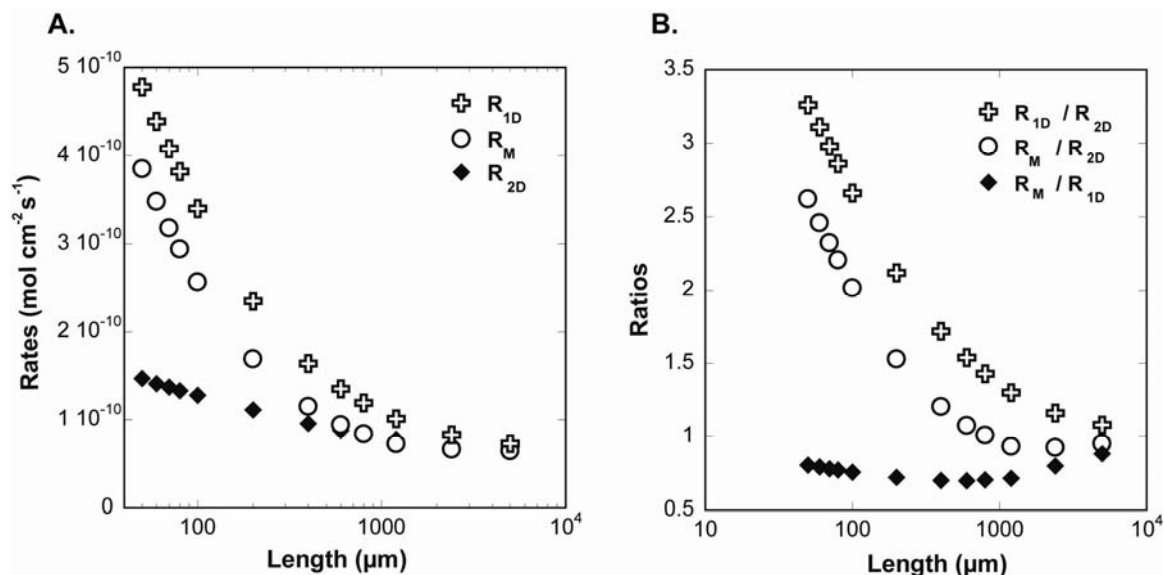 A.
5 10⁻¹⁰
4 10⁻¹⁰
3 10⁻¹⁰
2 10⁻¹⁰
1 10⁻¹⁰
0
Rates (mol cm⁻² s⁻¹)
R1D
RM
R2D
100
1000
10⁴
Length (µm)
B.
3.5
3
2.5
2
1.5
1
0.5
Ratios
R1D / R2D
RM / R2D
RM / R1D
10
100
1000
10⁴
Length (µm)